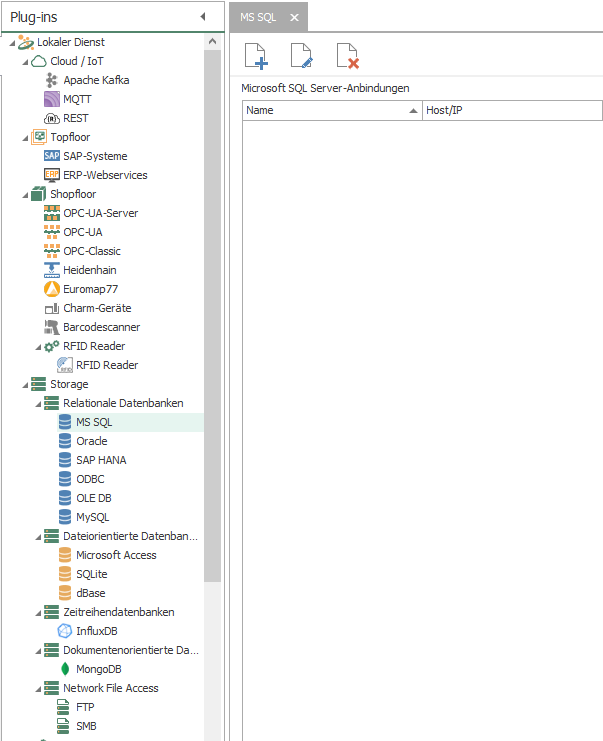 Plug-ins
Lokaler Dienst
Cloud / IoT
Apache Kafka
MQTT
REST
Topfloor
SAP SAP-Systeme
ERP ERP-Webservices
Shopfloor
OPC-UA-Server
OPC-UA
OPC-Classic
Heidenhain
Euromap77
Charm-Geräte
Barcodescanner
RFID Reader
RFID Reader
Storage
Relationale Datenbanken
MS SQL
Oracle
SAP HANA
ODBC
OLE DB
MySQL
Dateiorientierte Datenban...
Microsoft Access
SQLite
dBase
Zeitreihendatenbanken
InfluxDB
Dokumentenorientierte Da...
MongoDB
Network File Access
FTP
SMB
MS SQL
Microsoft SQL Server-Anbindungen
Name Host/IP